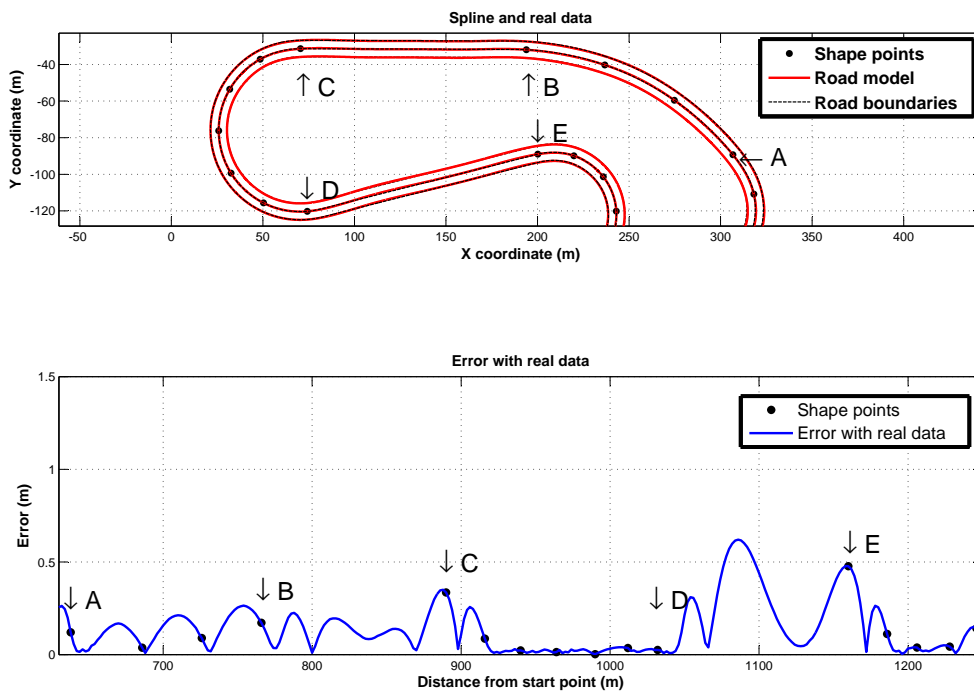 Spline and real data
Y coordinate (m)
-40
-60
-80
-100
-120
-50
0
50
100
150
200
250
300
350
400
X coordinate (m)
↑ C
↑ B
↓ E
← A
↓ D
Shape points
Road model
Road boundaries
Error with real data
Error (m)
1.5
1
0.5
0
700
800
900
1000
1100
1200
Distance from start point (m)
↓ A
↓ B
↓ C
↓ D
↓ E
Shape points
Error with real data